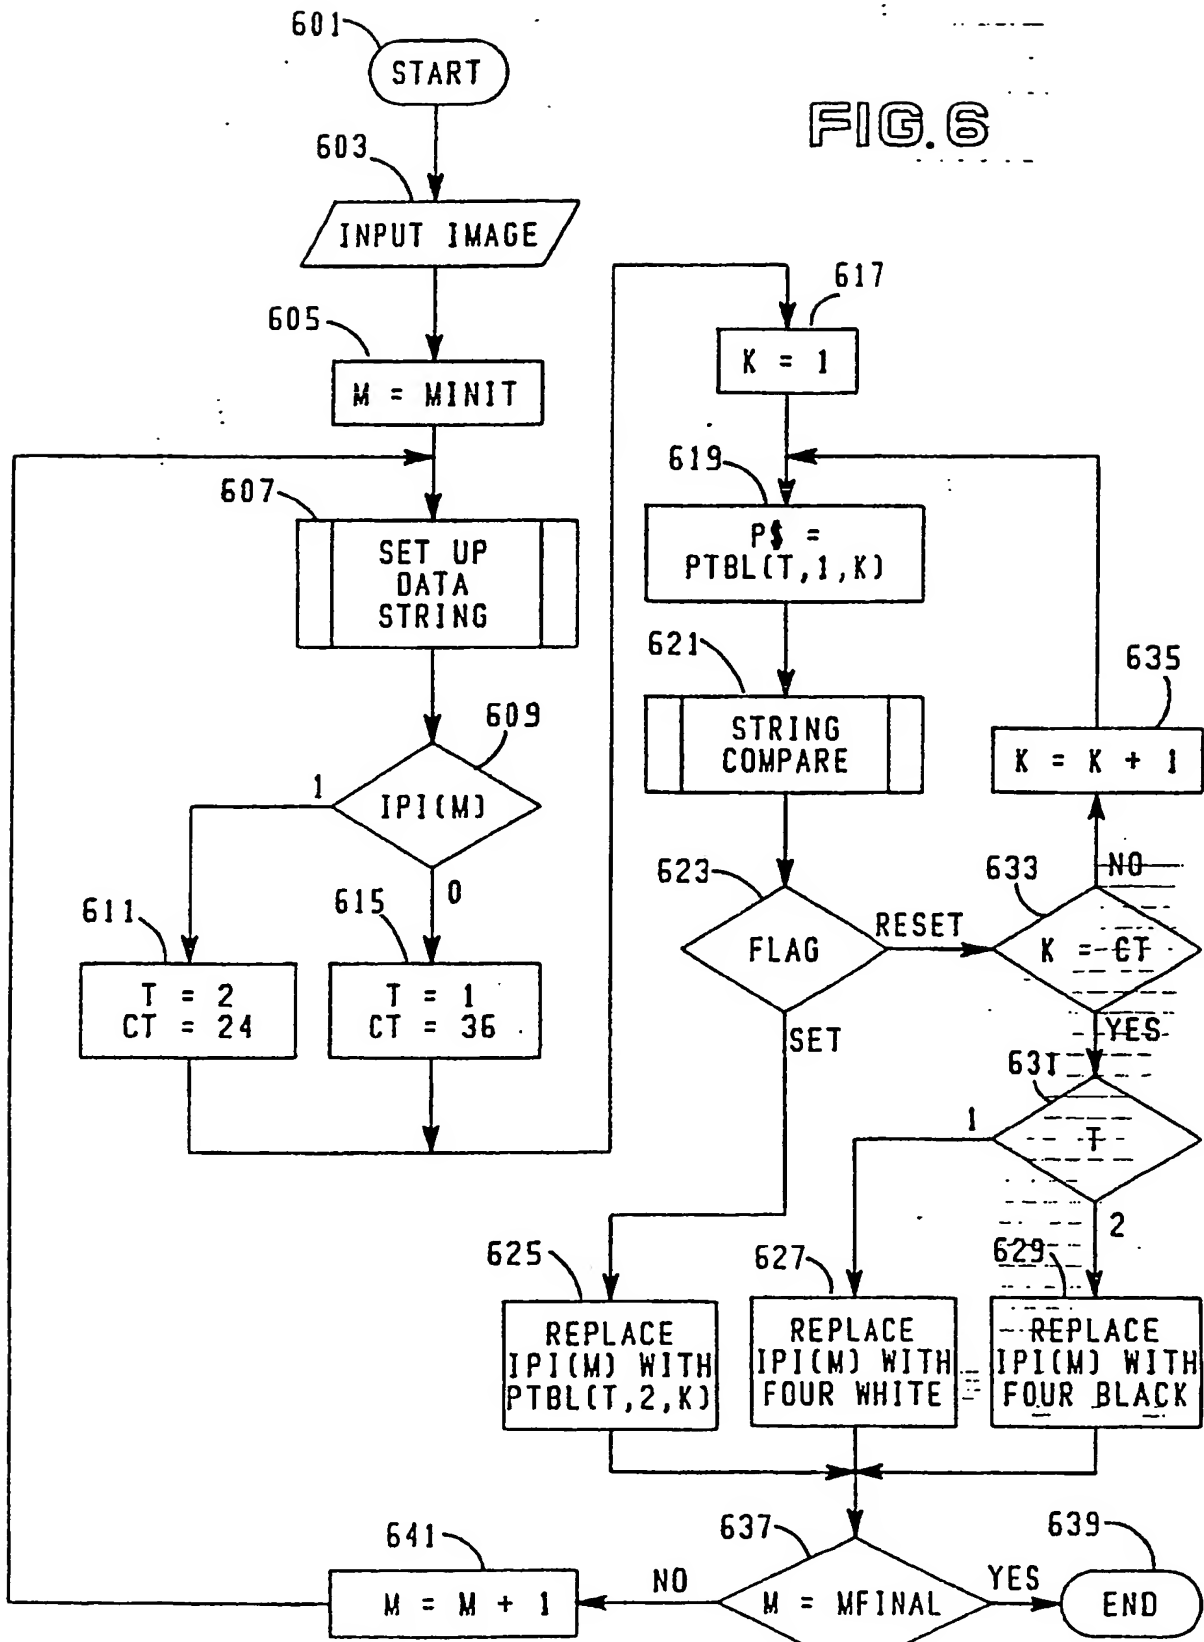 601
START
FIG.6
603
INPUT IMAGE
605
M = MINIT
617
K = 1
607
SET UP
DATA
STRING
619
P$ =
PTBL(T,1,K)
621
STRING
COMPARE
635
K = K + 1
609
IPI(M)
1
0
611
T = 2
CT = 24
615
T = 1
CT = 36
623
FLAG
RESET
SET
633
NO
K = CT
YES
631
T
1
2
625
REPLACE
IPI(M) WITH
PTBL(T,2,K)
627
REPLACE
IPI(M) WITH
FOUR WHITE
629
REPLACE
IPI(M) WITH
FOUR BLACK
641
M = M + 1
NO
637
M = MFINAL
YES
639
END